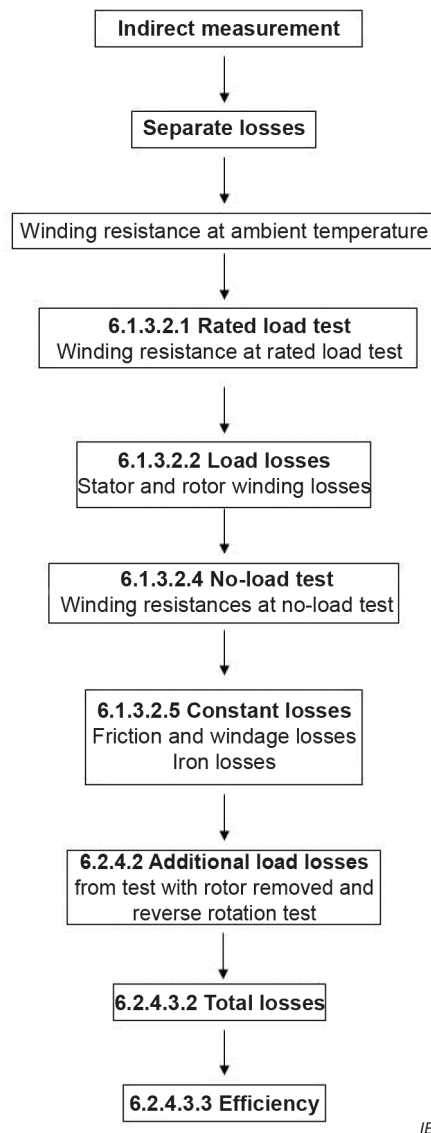 Indirect measurement
Separate losses
Winding resistance at ambient temperature
6.1.3.2.1 Rated load test
Winding resistance at rated load test
6.1.3.2.2 Load losses
Stator and rotor winding losses
6.1.3.2.4 No-load test
Winding resistances at no-load test
6.1.3.2.5 Constant losses
Friction and windage losses
Iron losses
6.2.4.2 Additional load losses
from test with rotor removed and
reverse rotation test
6.2.4.3.2 Total losses
6.2.4.3.3 Efficiency